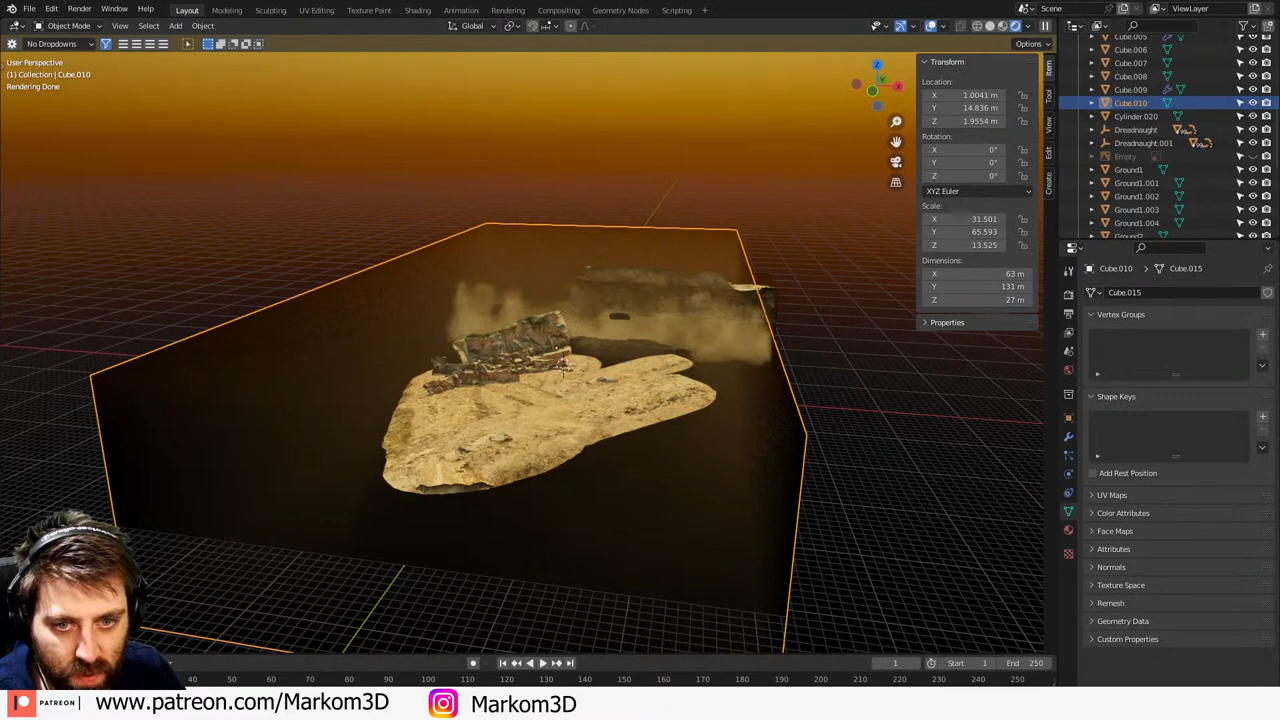 File Edit Render Window Help Layout Modeling Sculpting UV Editing Texture Paint Shading Animation Rendering Compositing Geometry Nodes Scripting Scene ViewLayer
Object Mode View Select Add Object Global
No Dropdowns Options
User Perspective
(1) Collection | Cube.010
Rendering Done
Z
X
Y
Transform
Location:
X 1.0041 m
Y 14.836 m
Z 1.9554 m
Rotation:
X 0°
Y 0°
Z 0°
XYZ Euler
Scale:
X 31.501
Y 65.593
Z 13.525
Dimensions:
X 63 m
Y 131 m
Z 27 m
Properties
Item
Tool
View
Edit
Create
Cube.005
Cube.006
Cube.007
Cube.008
Cube.009
Cube.010
Cylinder.020
Dreadnaught
Dreadnaught.001
Empty
Ground1
Ground1.001
Ground1.002
Ground1.003
Ground1.004
Ground2
Cube.010 Cube.015
Cube.015
Vertex Groups
Shape Keys
Add Rest Position
UV Maps
Color Attributes
Face Maps
Attributes
Normals
Texture Space
Remesh
Geometry Data
Custom Properties
1 Start 1 End 250
40 50 60 70 80 90 100 110 120 130 140 150 160 170 180 190 200 210 220 230 240 250
PATREON www.patreon.com/Markom3D Markom3D